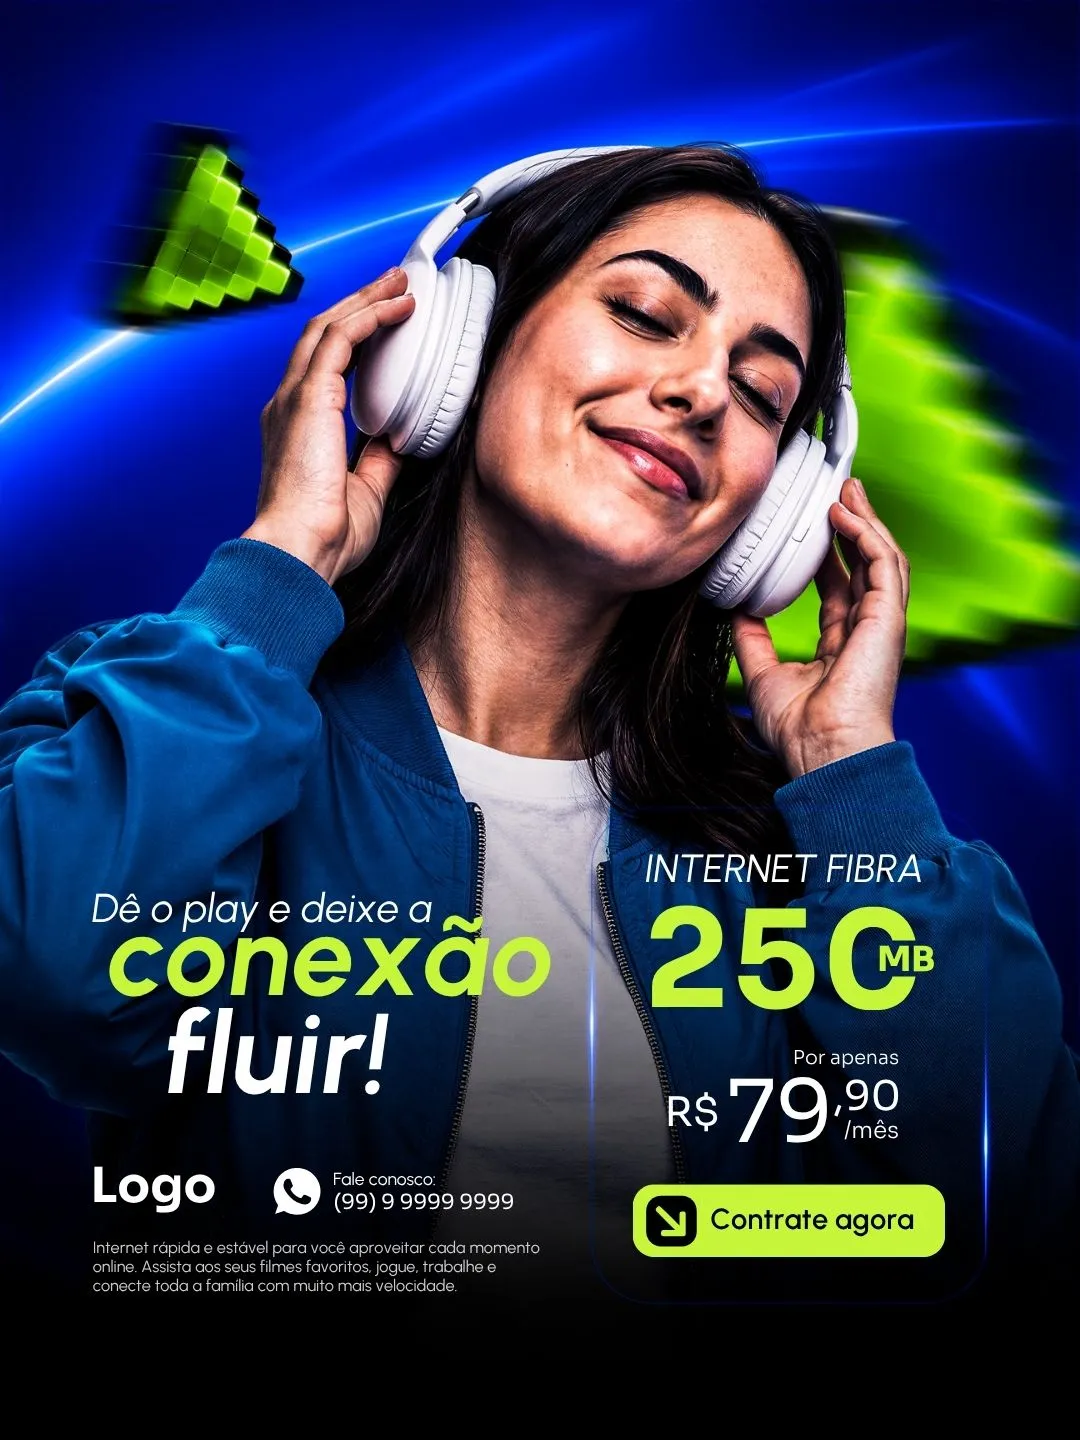 Dê o play e deixe a
conexão
fluir!
INTERNET FIBRA
250 MB
Por apenas
R$ 79,90
/mês
Contrate agora
Logo
Fale conosco:
(99) 9 9999 9999
Internet rápida e estável para você aproveitar cada momento
online. Assista aos seus filmes favoritos, jogue, trabalhe e
conecte toda a família com muito mais velocidade.